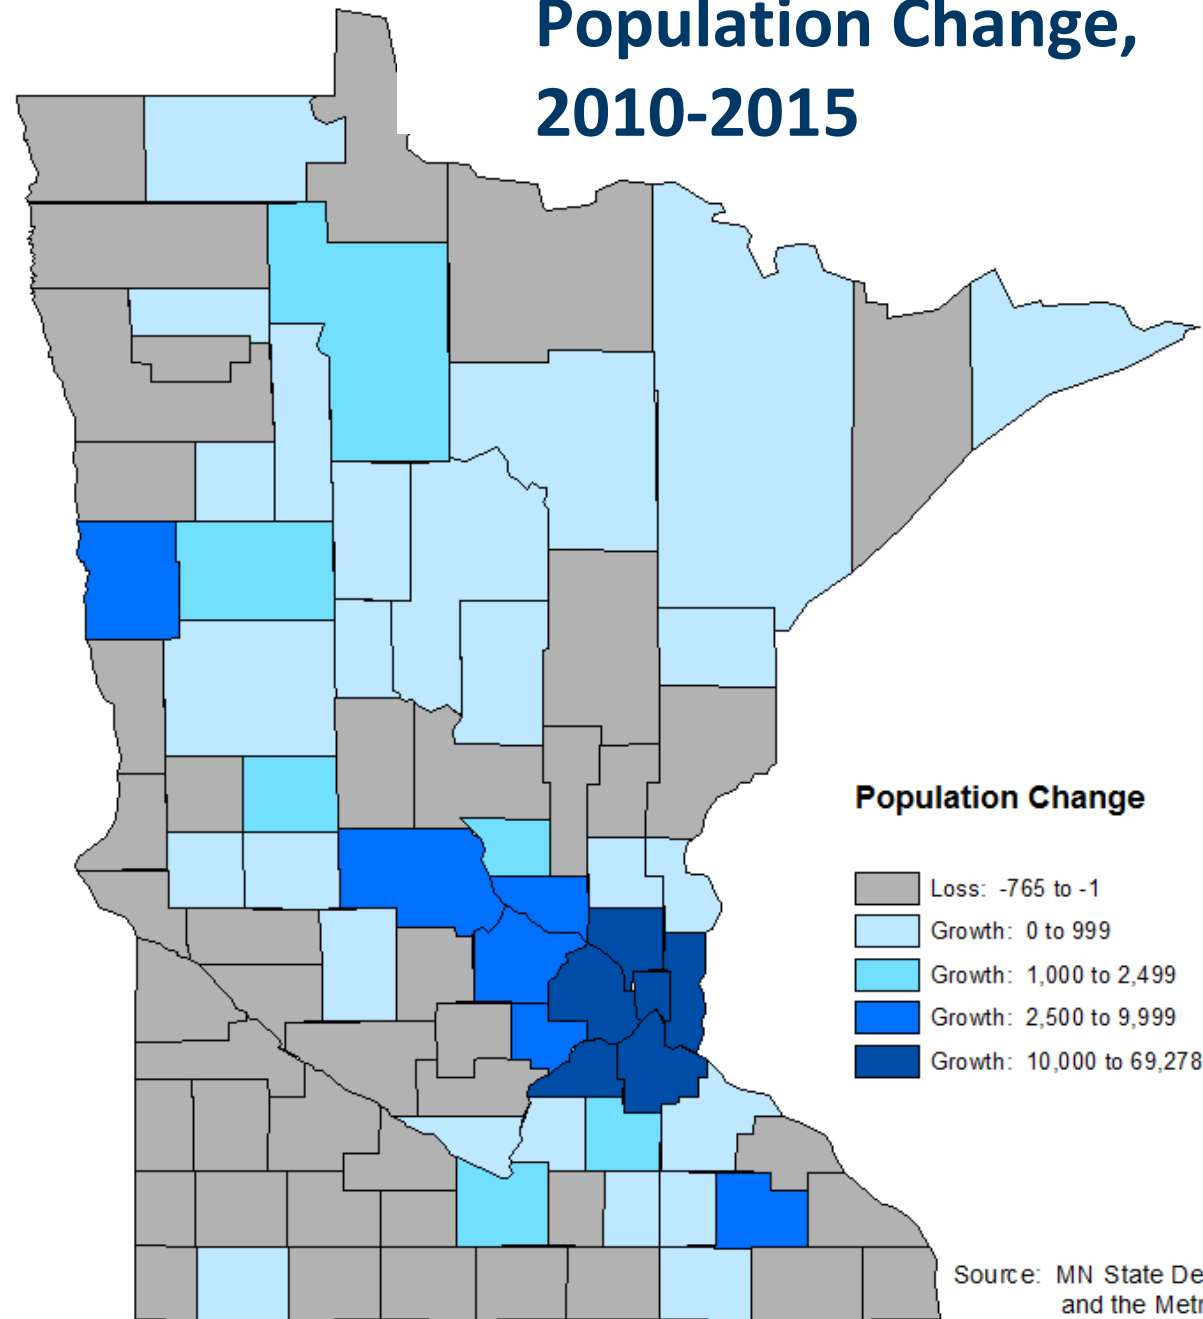 Population Change,
2010-2015
Population Change
Loss: -765 to -1
Growth: 0 to 999
Growth: 1,000 to 2,499
Growth: 2,500 to 9,999
Growth: 10,000 to 69,278
Source: MN State De
and the Metr